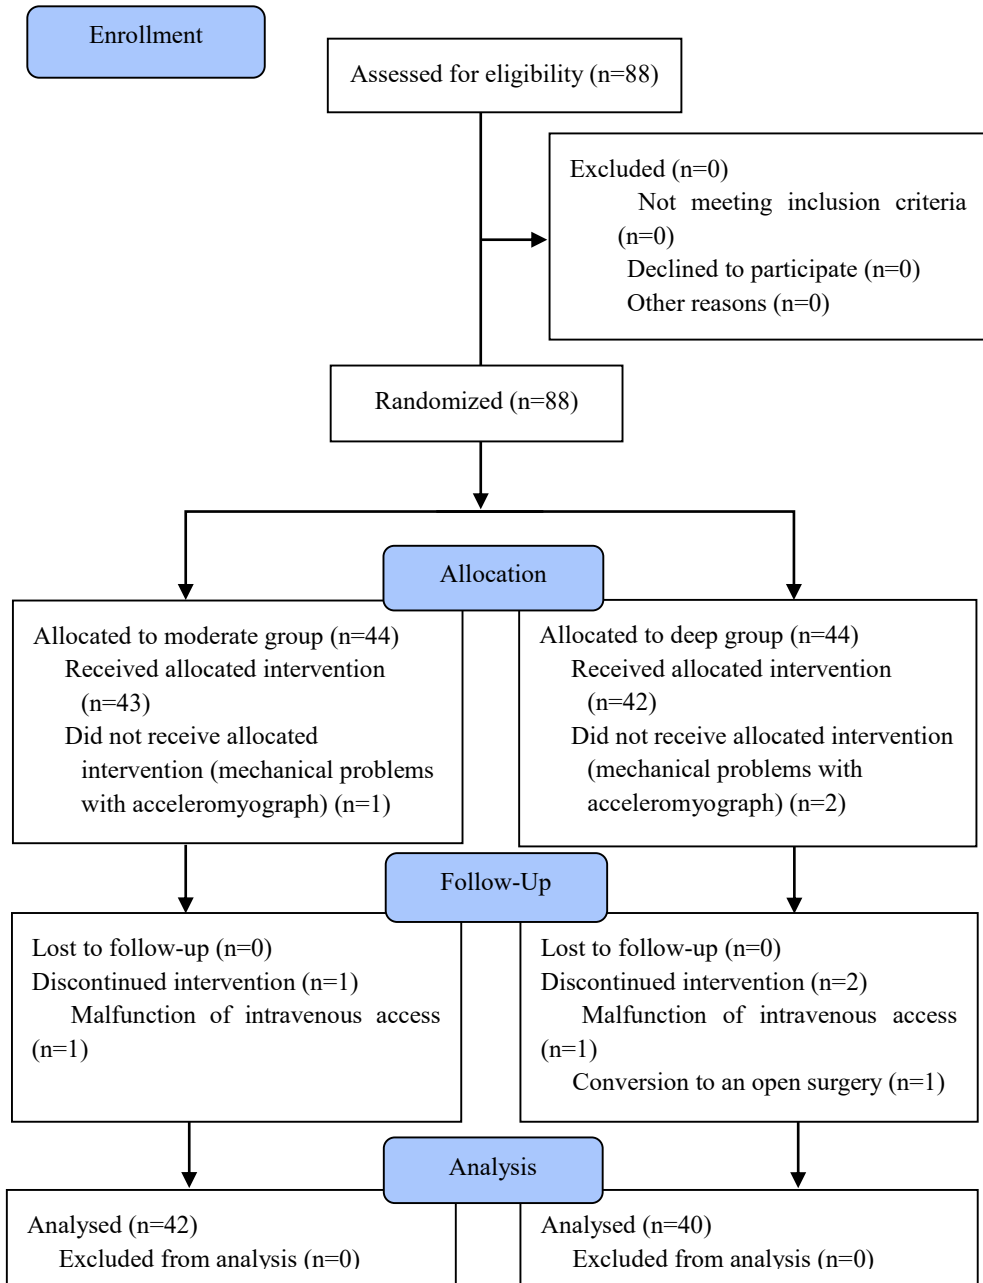 Enrollment
Assessed for eligibility (n=88)
Excluded (n=0)
Not meeting inclusion criteria
(n=0)
Declined to participate (n=0)
Other reasons (n=0)
Randomized (n=88)
Allocation
Allocated to moderate group (n=44)
Received allocated intervention
(n=43)
Did not receive allocated
intervention (mechanical problems
with acceleromyograph) (n=1)
Allocated to deep group (n=44)
Received allocated intervention
(n=42)
Did not receive allocated intervention
(mechanical problems with
acceleromyograph) (n=2)
Follow-Up
Lost to follow-up (n=0)
Discontinued intervention (n=1)
Malfunction of intravenous access
(n=1)
Lost to follow-up (n=0)
Discontinued intervention (n=2)
Malfunction of intravenous access
(n=1)
Conversion to an open surgery (n=1)
Analysis
Analysed (n=42)
Excluded from analysis (n=0)
Analysed (n=40)
Excluded from analysis (n=0)